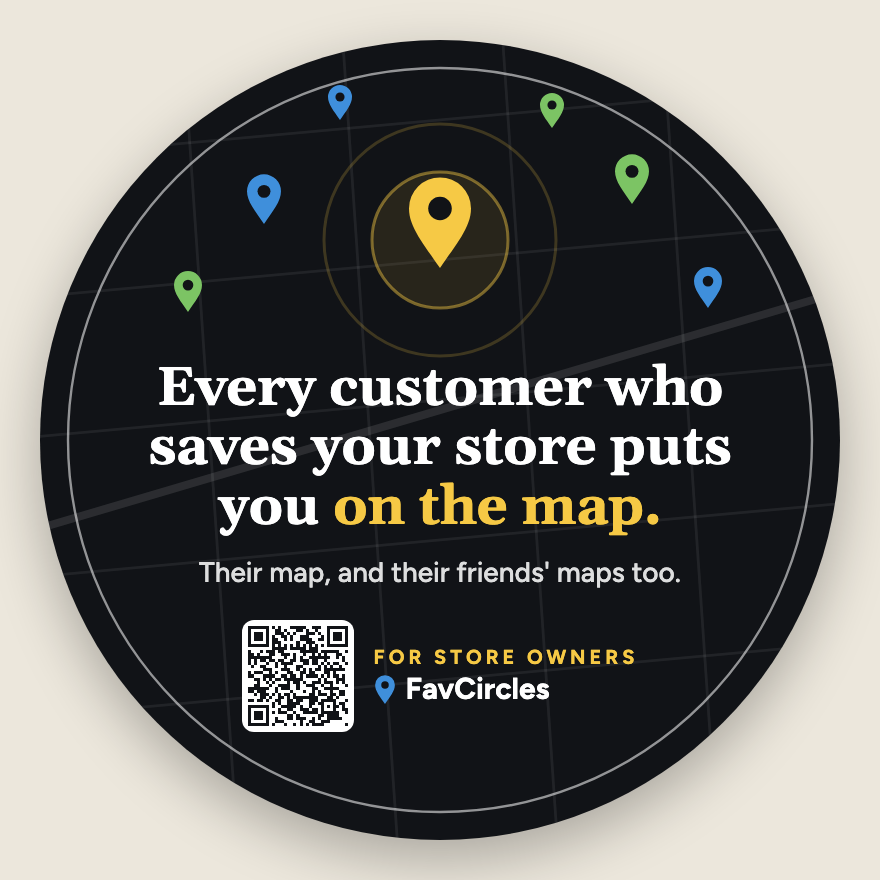 Every customer who
saves your store puts
you on the map.
Their map, and their friends' maps too.
FOR STORE OWNERS
FavCircles